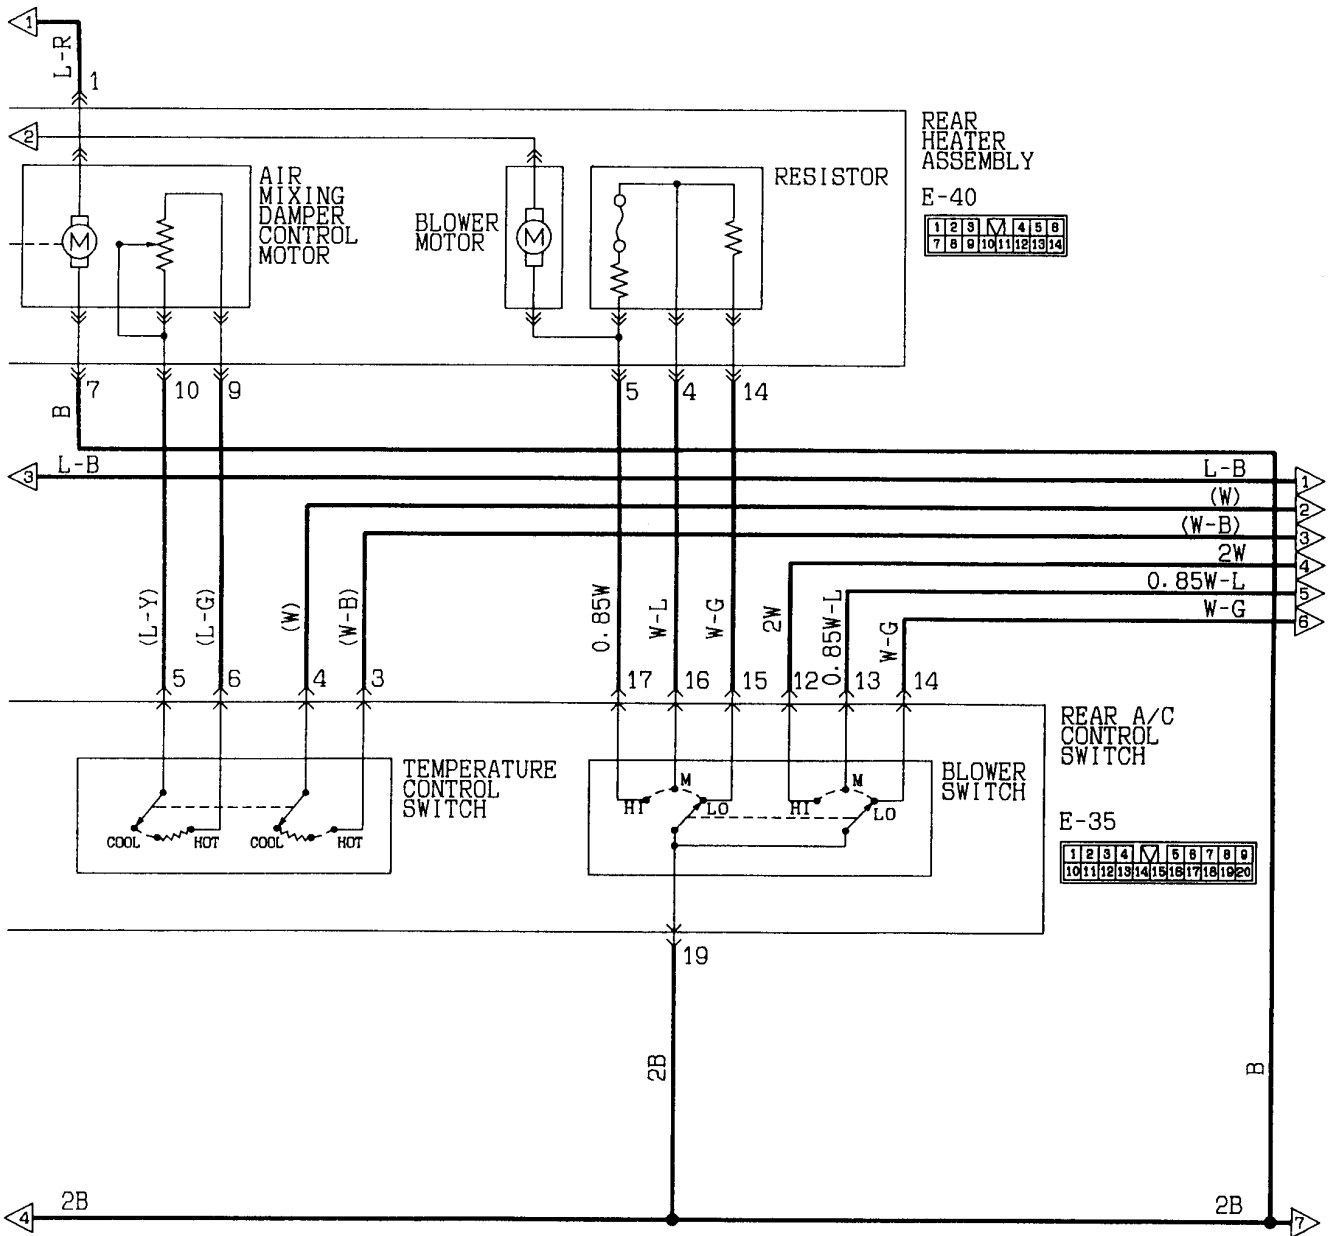 1
L-R
1
2
REAR
HEATER
ASSEMBLY
E-40
1 2 3 4 5 6
7 8 9 10 11 12 13 14
AIR
MIXING
DAMPER
CONTROL
MOTOR
M
BLOWER
MOTOR
M
RESISTOR
7
10
9
5
4
14
B
3
L-B
L-B
1
(W)
2
(W-B)
3
2W
4
0.85W-L
5
W-G
6
(L-Y)
(L-G)
(W)
(W-B)
0.85W
W-L
W-G
2W
0.85W-L
W-G
5
6
4
3
17
16
15
12
13
14
REAR A/C
CONTROL
SWITCH
TEMPERATURE
CONTROL
SWITCH
COOL
HOT
COOL
HOT
BLOWER
SWITCH
HI
M
LO
HI
M
LO
E-35
1 2 3 4 5 6 7 8 9
10 11 12 13 14 15 16 17 18 19 20
19
2B
B
4
2B
2B
7